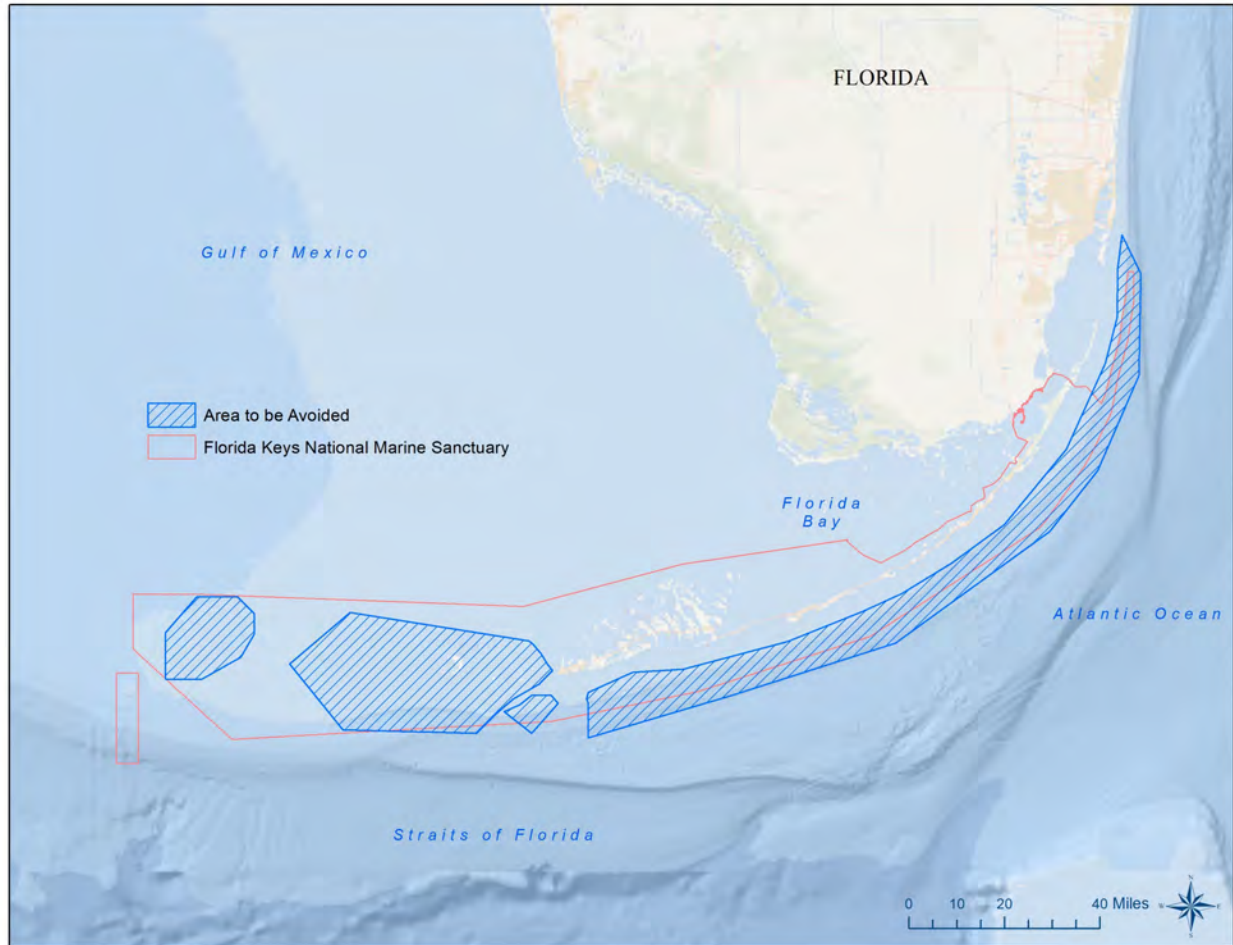 FLORIDA
Gulf of Mexico
Area to be Avoided
Florida Keys National Marine Sanctuary
Florida
Bay
Atlantic Ocean
Straits of Florida
0 10 20 40 Miles
N
W E
S